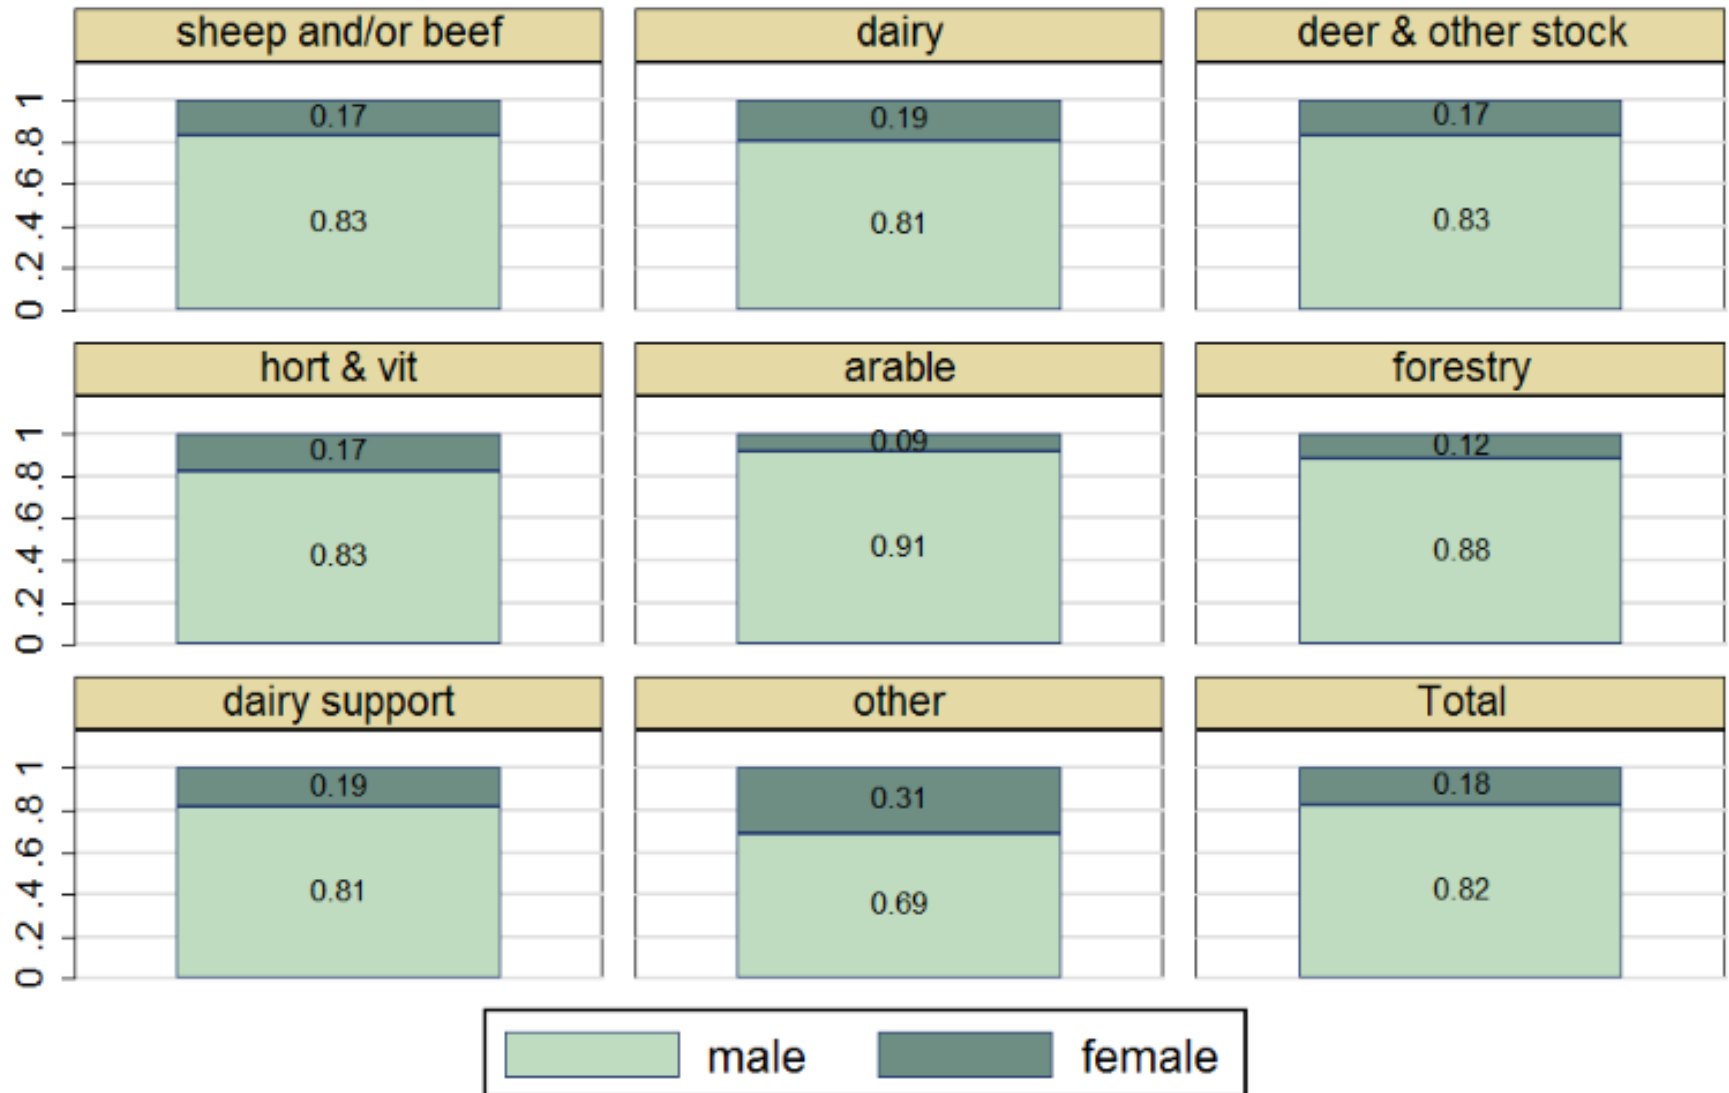 sheep and/or beef
dairy
deer & other stock
0 .2 .4 .6 .8 1
0.17
0.83
0.19
0.81
0.17
0.83
hort & vit
arable
forestry
0 .2 .4 .6 .8 1
0.17
0.83
0.09
0.91
0.12
0.88
dairy support
other
Total
0 .2 .4 .6 .8 1
0.19
0.81
0.31
0.69
0.18
0.82
male
female